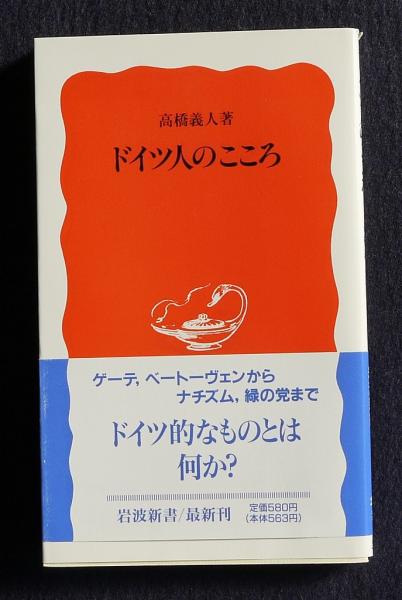 高橋義人著
ドイツ人のこころ
ゲーテ, ベートーヴェンから
ナチズム, 緑の党まで
ドイツ的なものとは
何か?
岩波新書/最新刊
定価580円
(本体563円)